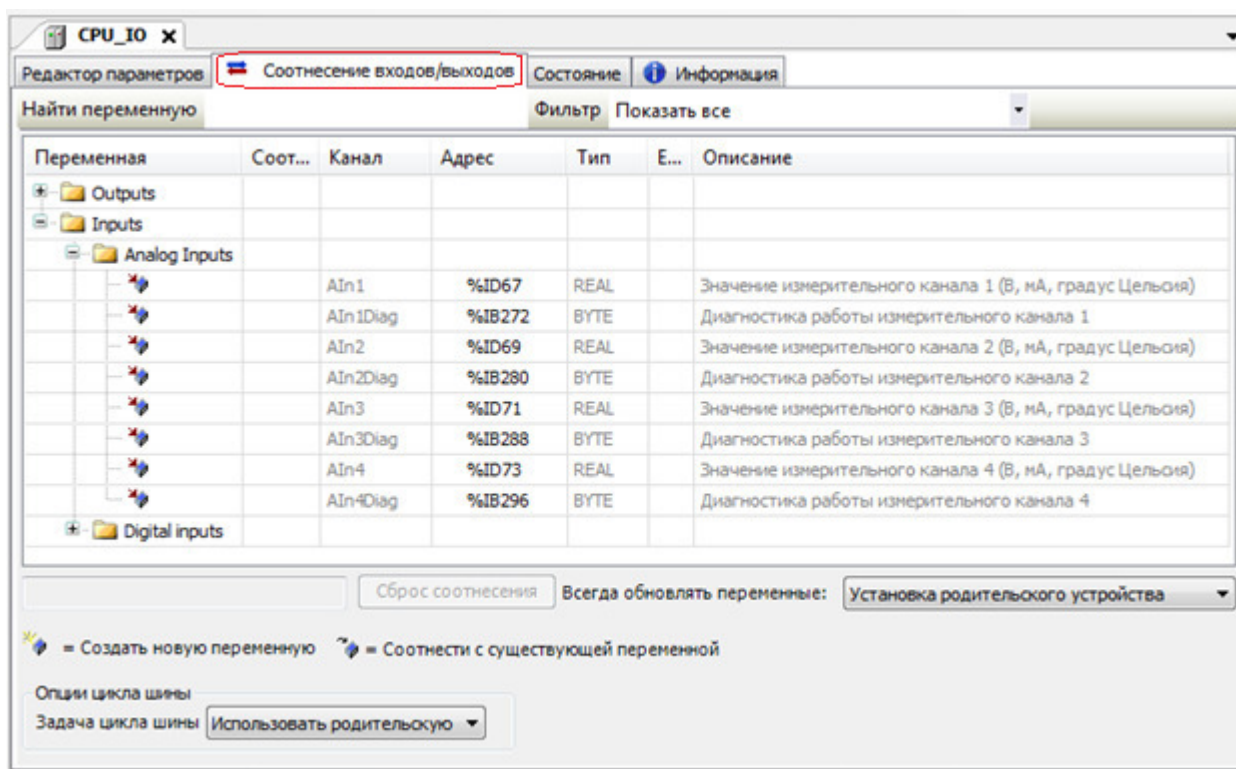 CPU_IO X
Редактор параметров Соотнесение входов/выходов Состояние Информация
Найти переменную Фильтр Показать все
Переменная Соот... Канал Адрес Тип Е... Описание
Outputs
Inputs
Analog Inputs
AIn1 %ID67 REAL Значение измерительного канала 1 (В, мА, градус Цельсия)
AIn1Diag %IB272 BYTE Диагностика работы измерительного канала 1
AIn2 %ID69 REAL Значение измерительного канала 2 (В, мА, градус Цельсия)
AIn2Diag %IB280 BYTE Диагностика работы измерительного канала 2
AIn3 %ID71 REAL Значение измерительного канала 3 (В, мА, градус Цельсия)
AIn3Diag %IB288 BYTE Диагностика работы измерительного канала 3
AIn4 %ID73 REAL Значение измерительного канала 4 (В, мА, градус Цельсия)
AIn4Diag %IB296 BYTE Диагностика работы измерительного канала 4
Digital inputs
Сброс соотнесения Всегда обновлять переменные: Установка родительского устройства
= Создать новую переменную = Соотнести с существующей переменной
Опции цикла шины
Задача цикла шины Использовать родительскую